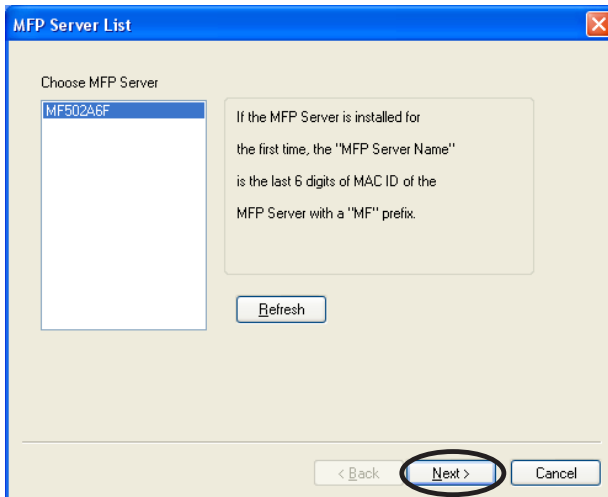 MFP Server List
Choose MFP Server
MF502A6F
If the MFP Server is installed for
the first time, the "MFP Server Name"
is the last 6 digits of MAC ID of the
MFP Server with a "MF" prefix.
Refresh
< Back Next > Cancel